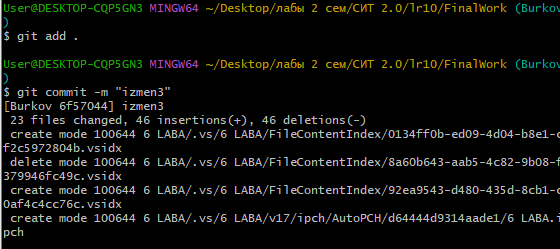 User@DESKTOP-CQP5GN3 MINGW64 ~/Desktop/лабы 2 сем/СИТ 2.0/lr10/FinalWork (Burkov
)
$ git add .
User@DESKTOP-CQP5GN3 MINGW64 ~/Desktop/лабы 2 сем/СИТ 2.0/lr10/FinalWork (Burkov
)
$ git commit -m "izmen3"
[Burkov 6f57044] izmen3
23 files changed, 46 insertions(+), 46 deletions(-)
create mode 100644 6 LABA/.vs/6 LABA/FileContentIndex/0134ff0b-ed09-4d04-b8e1-c
f2c5972804b.vsidx
delete mode 100644 6 LABA/.vs/6 LABA/FileContentIndex/8a60b643-aab5-4c82-9b08-f
379946fc49c.vsidx
create mode 100644 6 LABA/.vs/6 LABA/FileContentIndex/92ea9543-d480-435d-8cb1-c
0af4c4cc76c.vsidx
create mode 100644 6 LABA/.vs/6 LABA/v17/ipch/AutoPCH/d64444d9314aade1/6 LABA.i
pch